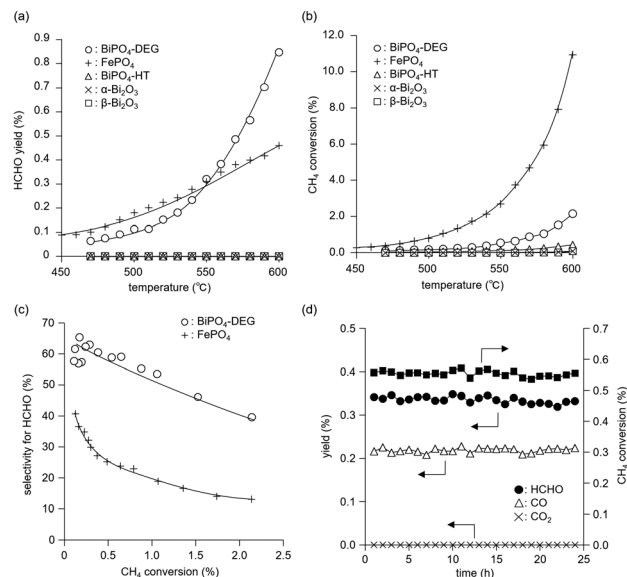 (a)
○ : BiPO₄-DEG
+ : FePO₄
△ : BiPO₄-HT
× : α-Bi₂O₃
□ : β-Bi₂O₃
HCHO yield (%)
0.9
0.8
0.7
0.6
0.5
0.4
0.3
0.2
0.1
0
450 500 550 600
temperature (℃)
(b)
○ : BiPO₄-DEG
+ : FePO₄
△ : BiPO₄-HT
× : α-Bi₂O₃
□ : β-Bi₂O₃
CH₄ conversion (%)
12.0
10.0
8.0
6.0
4.0
2.0
0.0
450 500 550 600
temperature (℃)
(c)
○ : BiPO₄-DEG
+ : FePO₄
selectivity for HCHO (%)
70
60
50
40
30
20
10
0
0.0 0.5 1.0 1.5 2.0 2.5
CH₄ conversion (%)
(d)
yield (%)
0.5
0.4
0.3
0.2
0.1
0.0
CH₄ conversion (%)
0.7
0.6
0.5
0.4
0.3
0.2
0.1
0.0
● : HCHO
△ : CO
× : CO₂
0 5 10 15 20 25
time (h)